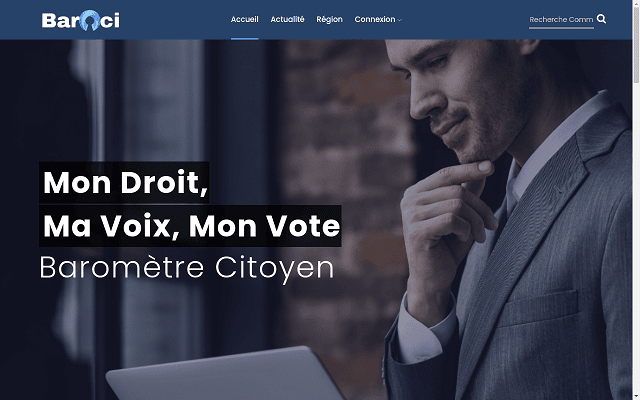 Baroci
Accueil
Actualité
Région
Connexion
Recherche Comm
Mon Droit,
Ma Voix, Mon Vote
Baromètre Citoyen